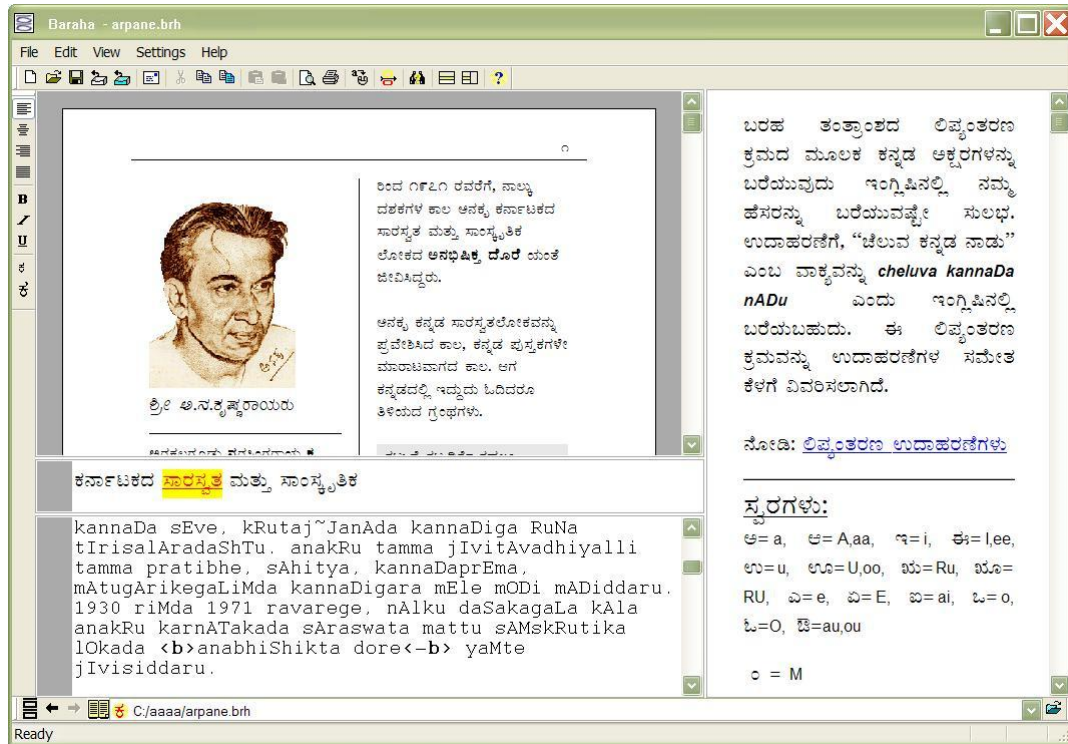 Baraha - arpane.brh
File Edit View Settings Help
B
I
U
ಕ
ಕ
೧
ರಿಂದ ೧೯೭೧ ರವರೆಗೆ, ನಾಲ್ಕು
ದಶಕಗಳ ಕಾಲ ಅನಕೃ ಕರ್ನಾಟಕದ
ಸಾರಸ್ವತ ಮತ್ತು ಸಾಂಸ್ಕೃತಿಕ
ಲೋಕದ ಅನಭಿಷಿಕ್ತ ದೊರೆ ಯಂತೆ
ಜೀವಿಸಿದ್ದರು.
ಅನಕೃ ಕನ್ನಡ ಸಾರಸ್ವತಲೋಕವನ್ನು
ಪ್ರವೇಶಿಸಿದ ಕಾಲ, ಕನ್ನಡ ಪುಸ್ತಕಗಳೇ
ಮಾರಾಟವಾಗದ ಕಾಲ. ಆಗ
ಕನ್ನಡದಲ್ಲಿ ಇದ್ದುದು ಓದಿದರೂ
ತಿಳಿಯದ ಗ್ರಂಥಗಳು.
ಶ್ರೀ ಅ.ನ.ಕೃಷ್ಣರಾಯರು
ಕರ್ನಾಟಕದ ಸಾರಸ್ವತ ಮತ್ತು ಸಾಂಸ್ಕೃತಿಕ
kannaDa sEve, kRutaj~JanAda kannaDiga RuNa
tIrisalAradaShTu. anakRu tamma jIvitAvadhiyalli
tamma pratibhe, sAhitya, kannaDaprEma,
mAtugArikegaLiMda kannaDigara mEle mODi mADiddaru.
1930 riMda 1971 ravarege, nAlku daSakagaLa kAla
anakRu karnATakada sAraswata mattu sAMskRutika
lOkada <b>anabhiShikta dore<-b> yaMte
jIvisiddaru.
ಬರಹ ತಂತ್ರಾಂಶದ ಲಿಪ್ಯಂತರಣ
ಕ್ರಮದ ಮೂಲಕ ಕನ್ನಡ ಅಕ್ಷರಗಳನ್ನು
ಬರೆಯುವುದು ಇಂಗ್ಲಿಷಿನಲ್ಲಿ ನಮ್ಮ
ಹೆಸರನ್ನು ಬರೆಯುವಷ್ಟೇ ಸುಲಭ.
ಉದಾಹರಣೆಗೆ, “ಚೆಲುವ ಕನ್ನಡ ನಾಡು”
ಎಂಬ ವಾಕ್ಯವನ್ನು cheluva kannaDa
nADu ಎಂದು ಇಂಗ್ಲಿಷಿನಲ್ಲಿ
ಬರೆಯಬಹುದು. ಈ ಲಿಪ್ಯಂತರಣ
ಕ್ರಮವನ್ನು ಉದಾಹರಣೆಗಳ ಸಮೇತ
ಕೆಳಗೆ ವಿವರಿಸಲಾಗಿದೆ.
ನೋಡಿ: ಲಿಪ್ಯಂತರಣ ಉದಾಹರಣೆಗಳು
ಸ್ವರಗಳು:
ಅ= a, ಆ= A,aa, ಇ= i, ಈ= I,ee,
ಉ=u, ಊ=U,oo, ಋ=Ru, ೠ=
RU, ಎ= e, ಏ= E, ಐ= ai, ಒ= o,
ಓ=O, ಔ=au,ou
ಂ = M
ಕ C:/aaaa/arpane.brh
Ready